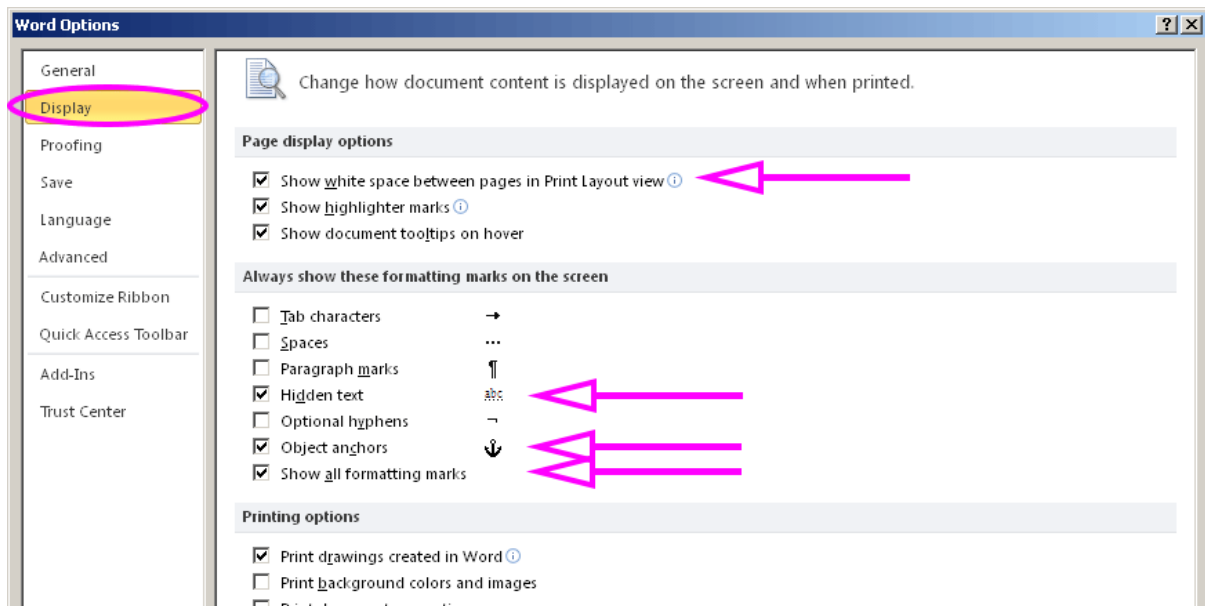 Word Options
General
Display
Proofing
Save
Language
Advanced
Customize Ribbon
Quick Access Toolbar
Add-Ins
Trust Center
Change how document content is displayed on the screen and when printed.
Page display options
Show white space between pages in Print Layout view
Show highlighter marks
Show document tooltips on hover
Always show these formatting marks on the screen
Tab characters →
Spaces ...
Paragraph marks ¶
Hidden text abc
Optional hyphens ¬
Object anchors
Show all formatting marks
Printing options
Print drawings created in Word
Print background colors and images